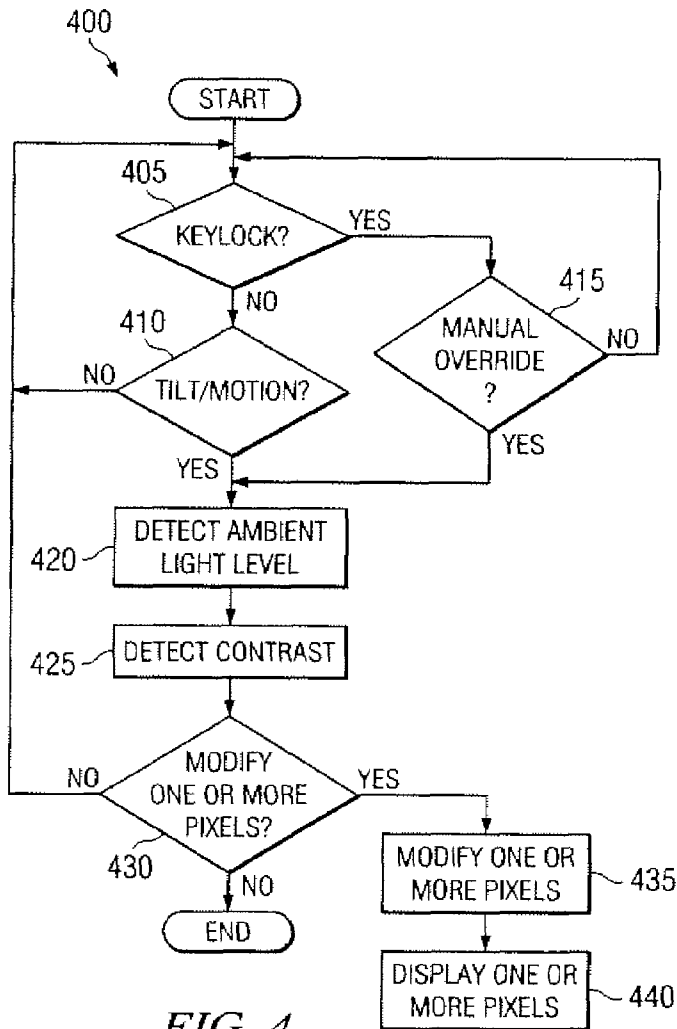 400
START
405
KEYLOCK?
YES
NO
415
MANUAL
OVERRIDE
?
NO
YES
410
NO
TILT/MOTION?
YES
420
DETECT AMBIENT
LIGHT LEVEL
425
DETECT CONTRAST
NO
MODIFY
ONE OR MORE
PIXELS?
YES
430
NO
END
MODIFY ONE OR
MORE PIXELS
435
DISPLAY ONE OR
MORE PIXELS
440
FIG. 4